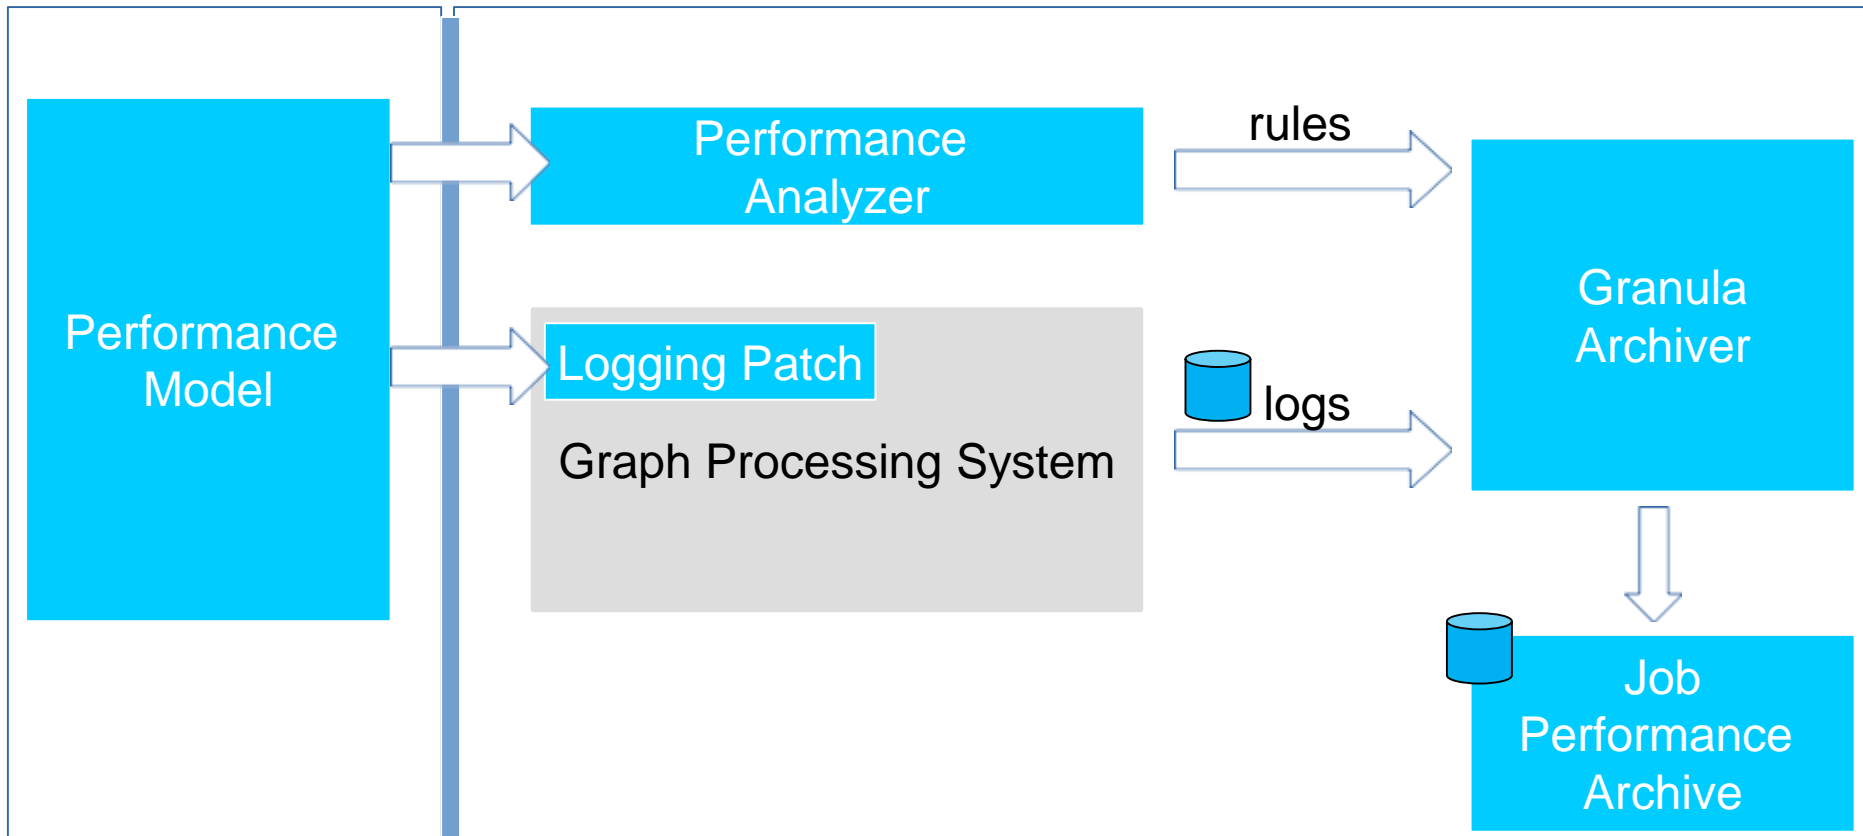 Performance
Model
Performance
Analyzer
Logging Patch
Graph Processing System
rules
logs
Granula
Archiver
Job
Performance
Archive